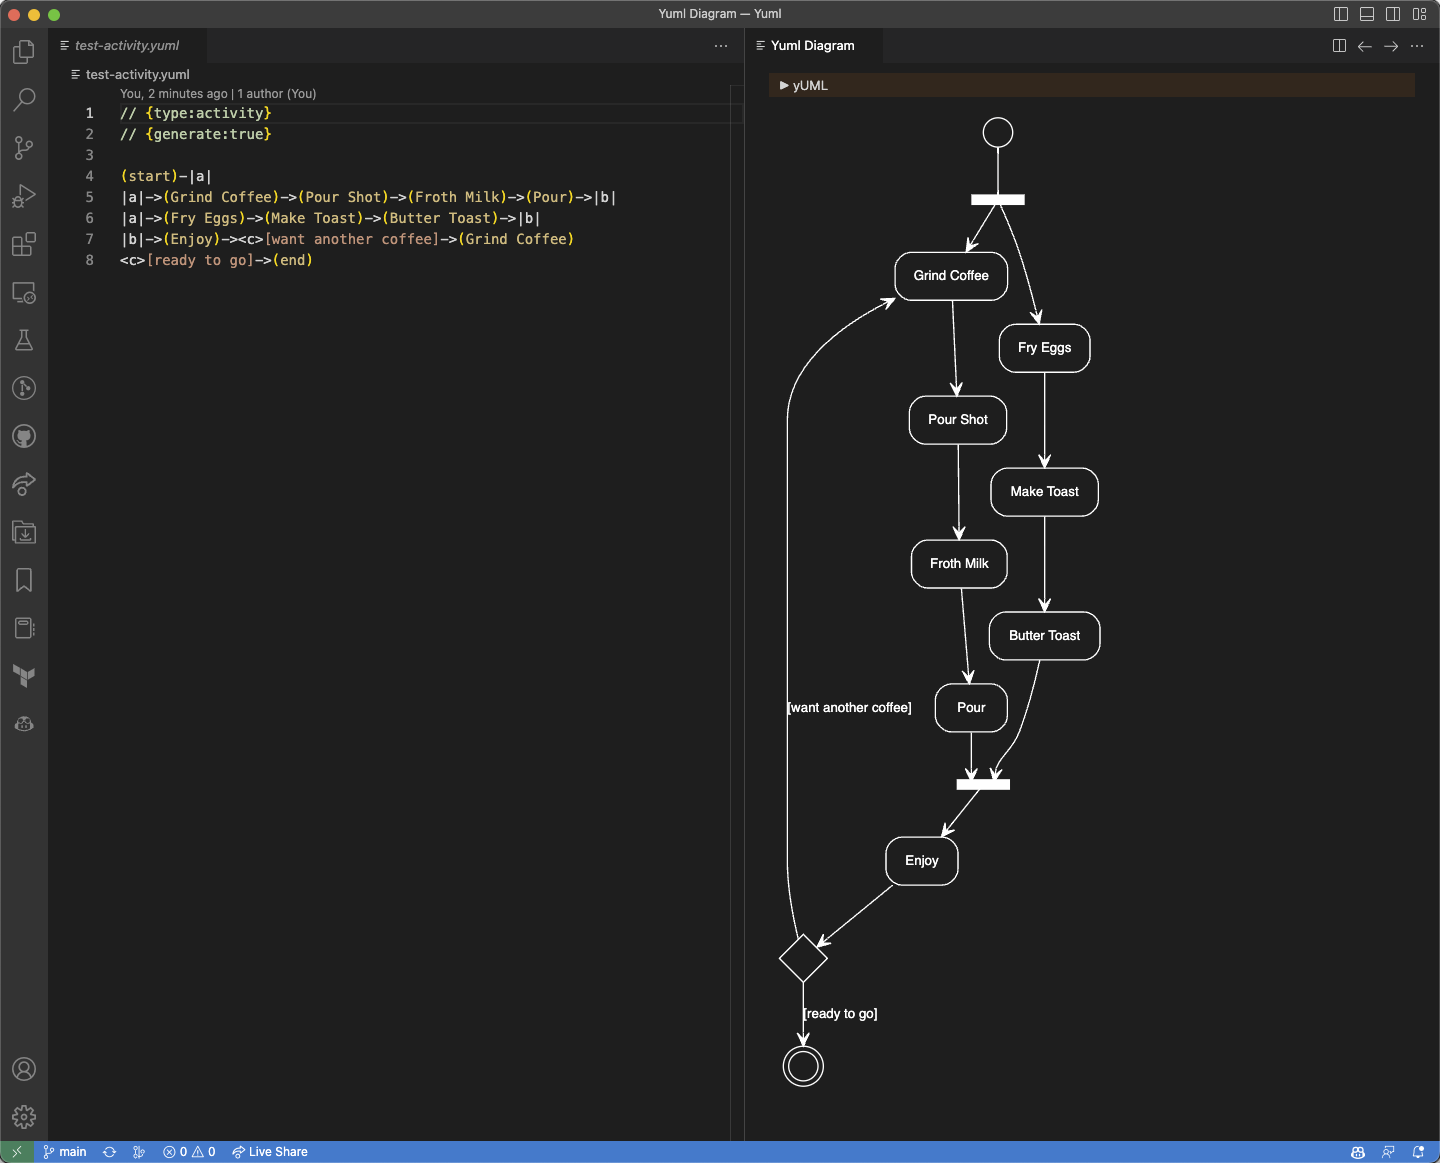 Yuml Diagram — Yuml
test-activity.yuml
Yuml Diagram
test-activity.yuml
You, 2 minutes ago | 1 author (You)
1 // {type:activity}
2 // {generate:true}
3
4 (start)-|a|
5 |a|->(Grind Coffee)->(Pour Shot)->(Froth Milk)->(Pour)->|b|
6 |a|->(Fry Eggs)->(Make Toast)->(Butter Toast)->|b|
7 |b|->(Enjoy)-><c>[want another coffee]->(Grind Coffee)
8 <c>[ready to go]->(end)
yUML
Grind Coffee
Fry Eggs
Pour Shot
Make Toast
Froth Milk
Butter Toast
[want another coffee]
Pour
Enjoy
[ready to go]
main
0
0
Live Share